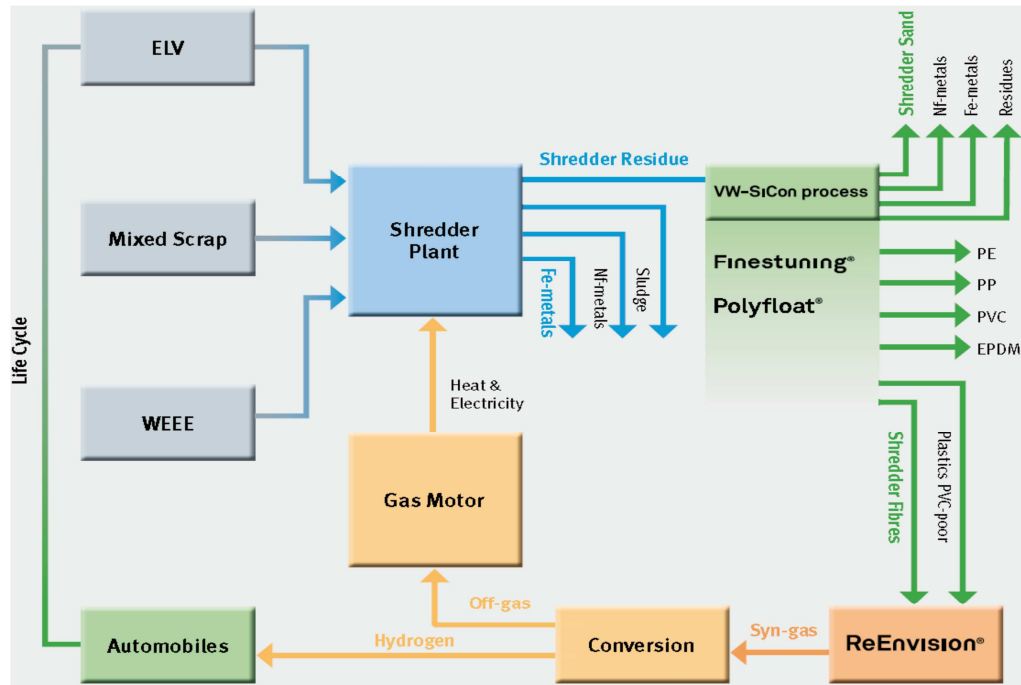 ELV
Mixed Scrap
WEEE
Life Cycle
Automobiles
Shredder
Plant
Shredder Residue
Fe-metals
Nf-metals
Sludge
Heat &
Electricity
Gas Motor
Off-gas
Hydrogen
Conversion
Syn-gas
ReEnvision®
VW-SiCon process
Finestuning®
Polyfloat®
Shredder Sand
Nf-metals
Fe-metals
Residues
PE
PP
PVC
EPDM
Shredder Fibres
Plastics PVC-poor